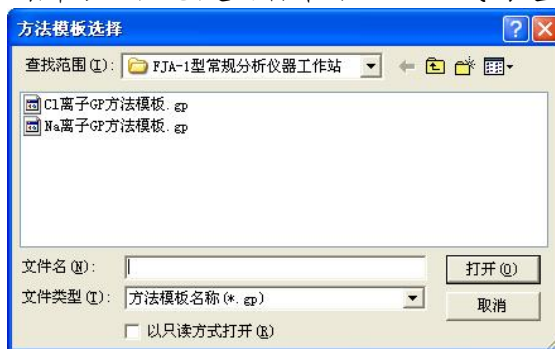 方法模板选择
查找范围(I): FJA-1型常规分析仪器工作站
Cl离子GP方法模板.gp
Na离子GP方法模板.gp
文件名(N): 打开(O)
文件类型(T): 方法模板名称(*.gp) 取消
以只读方式打开(R)